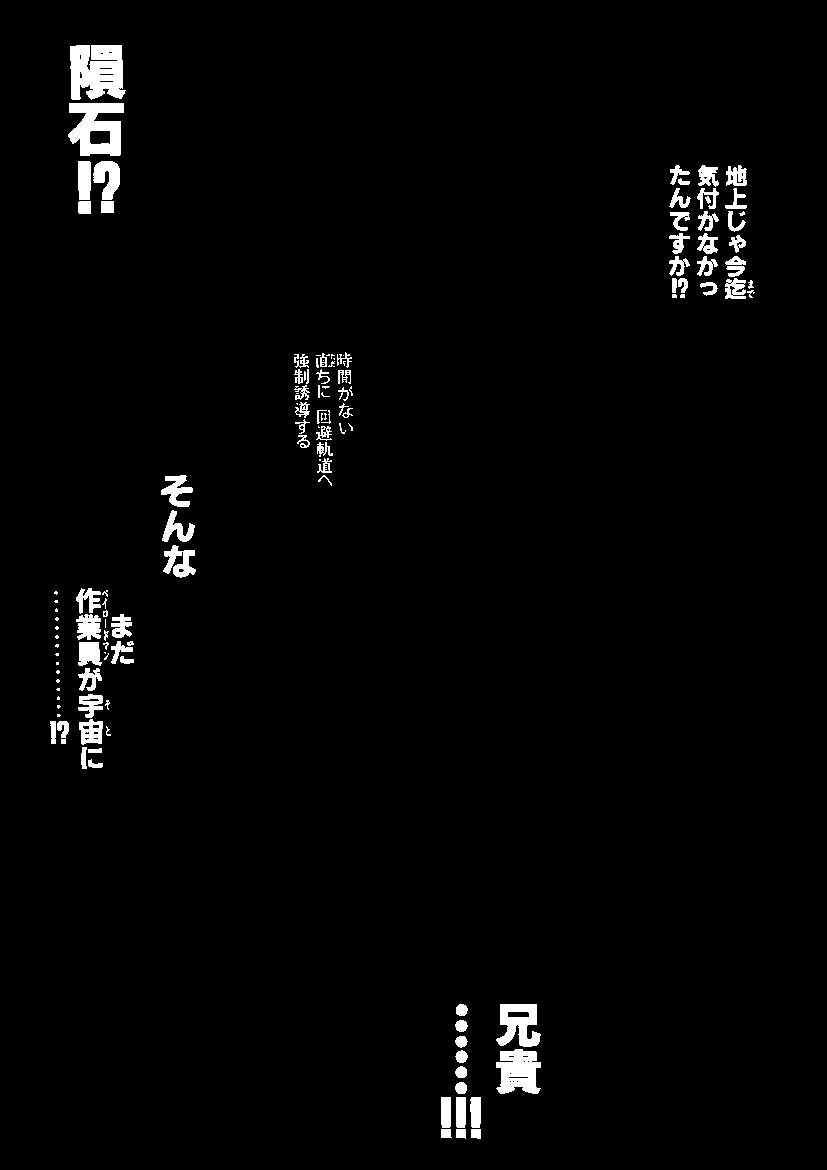 地上じゃ今迄
気付かなかっ
たんですか!?
隕石!?
時間がない
直ちに 回避軌道へ
強制誘導する
そんな
まだ
作業員が宇宙に
……………!?
兄貴
……!!!